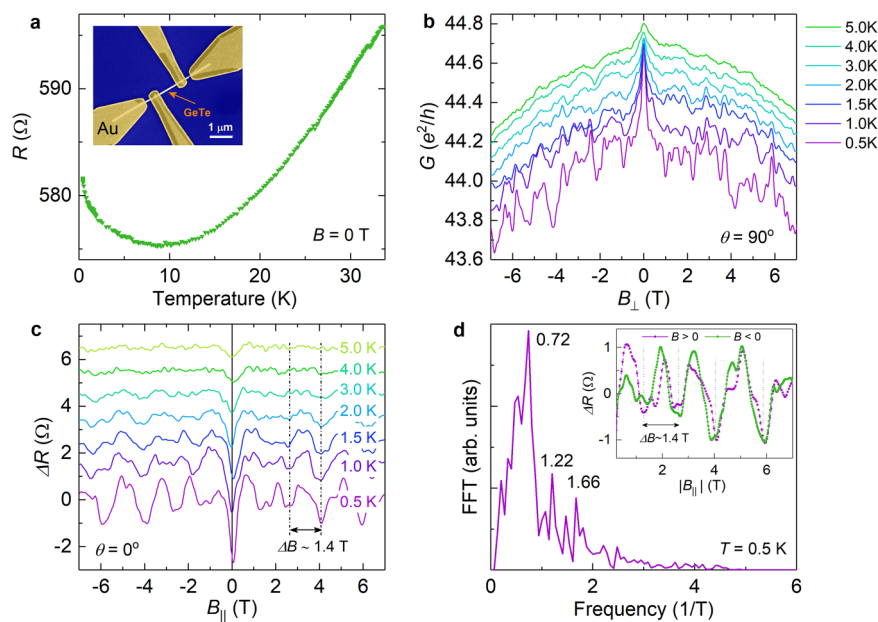 a
590
580
R (Ω)
Au
GeTe
1 μm
B = 0 T
0
10
20
30
Temperature (K)
b
44.8
44.6
44.4
44.2
44.0
43.8
43.6
G (e²/h)
5.0K
4.0K
3.0K
2.0K
1.5K
1.0K
0.5K
θ = 90°
-6
-4
-2
0
2
4
6
B⊥ (T)
c
6
4
2
0
-2
ΔR (Ω)
5.0 K
4.0 K
3.0 K
2.0 K
1.5 K
1.0 K
0.5 K
θ = 0°
ΔB ~ 1.4 T
-6
-4
-2
0
2
4
6
B|| (T)
d
FFT (arb. units)
0.72
1.22
1.66
B > 0
B < 0
ΔR (Ω)
1
0
-1
ΔB~1.4 T
2
4
6
|B||| (T)
T = 0.5 K
0
2
4
6
Frequency (1/T)